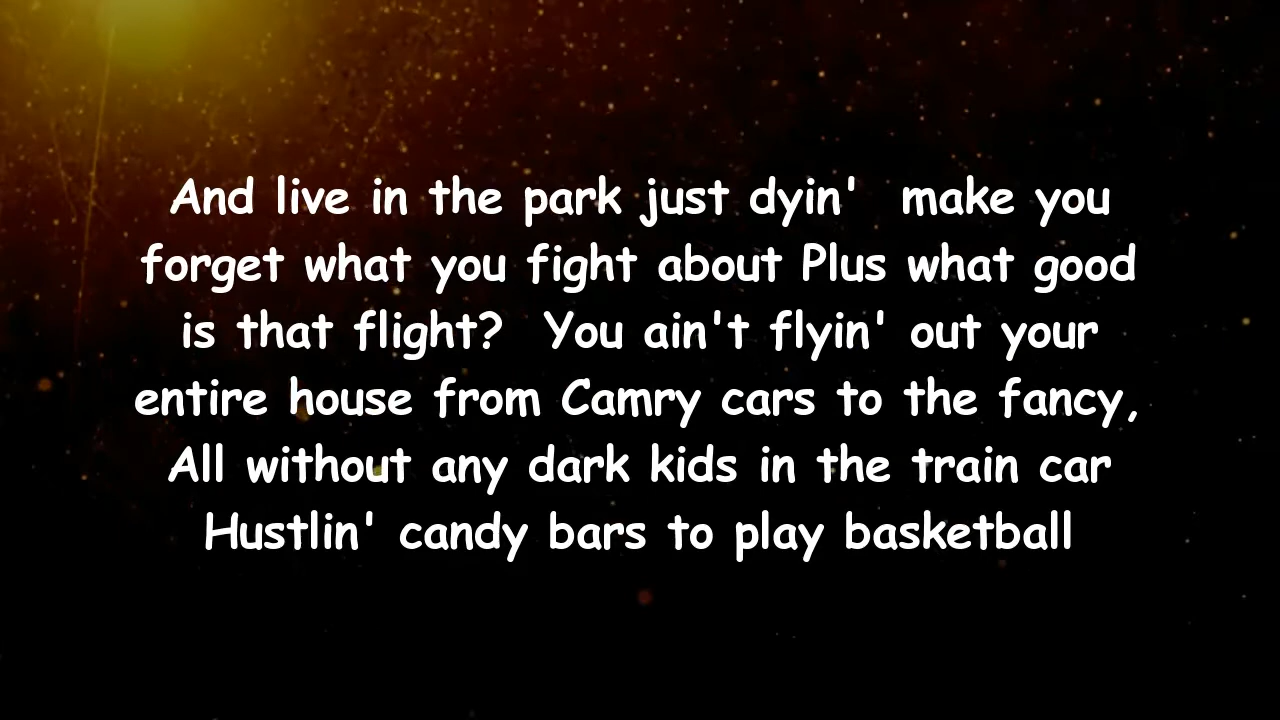 And live in the park just dyin'  make you
forget what you fight about Plus what good
is that flight?  You ain't flyin' out your
entire house from Camry cars to the fancy,
All without any dark kids in the train car
Hustlin' candy bars to play basketball